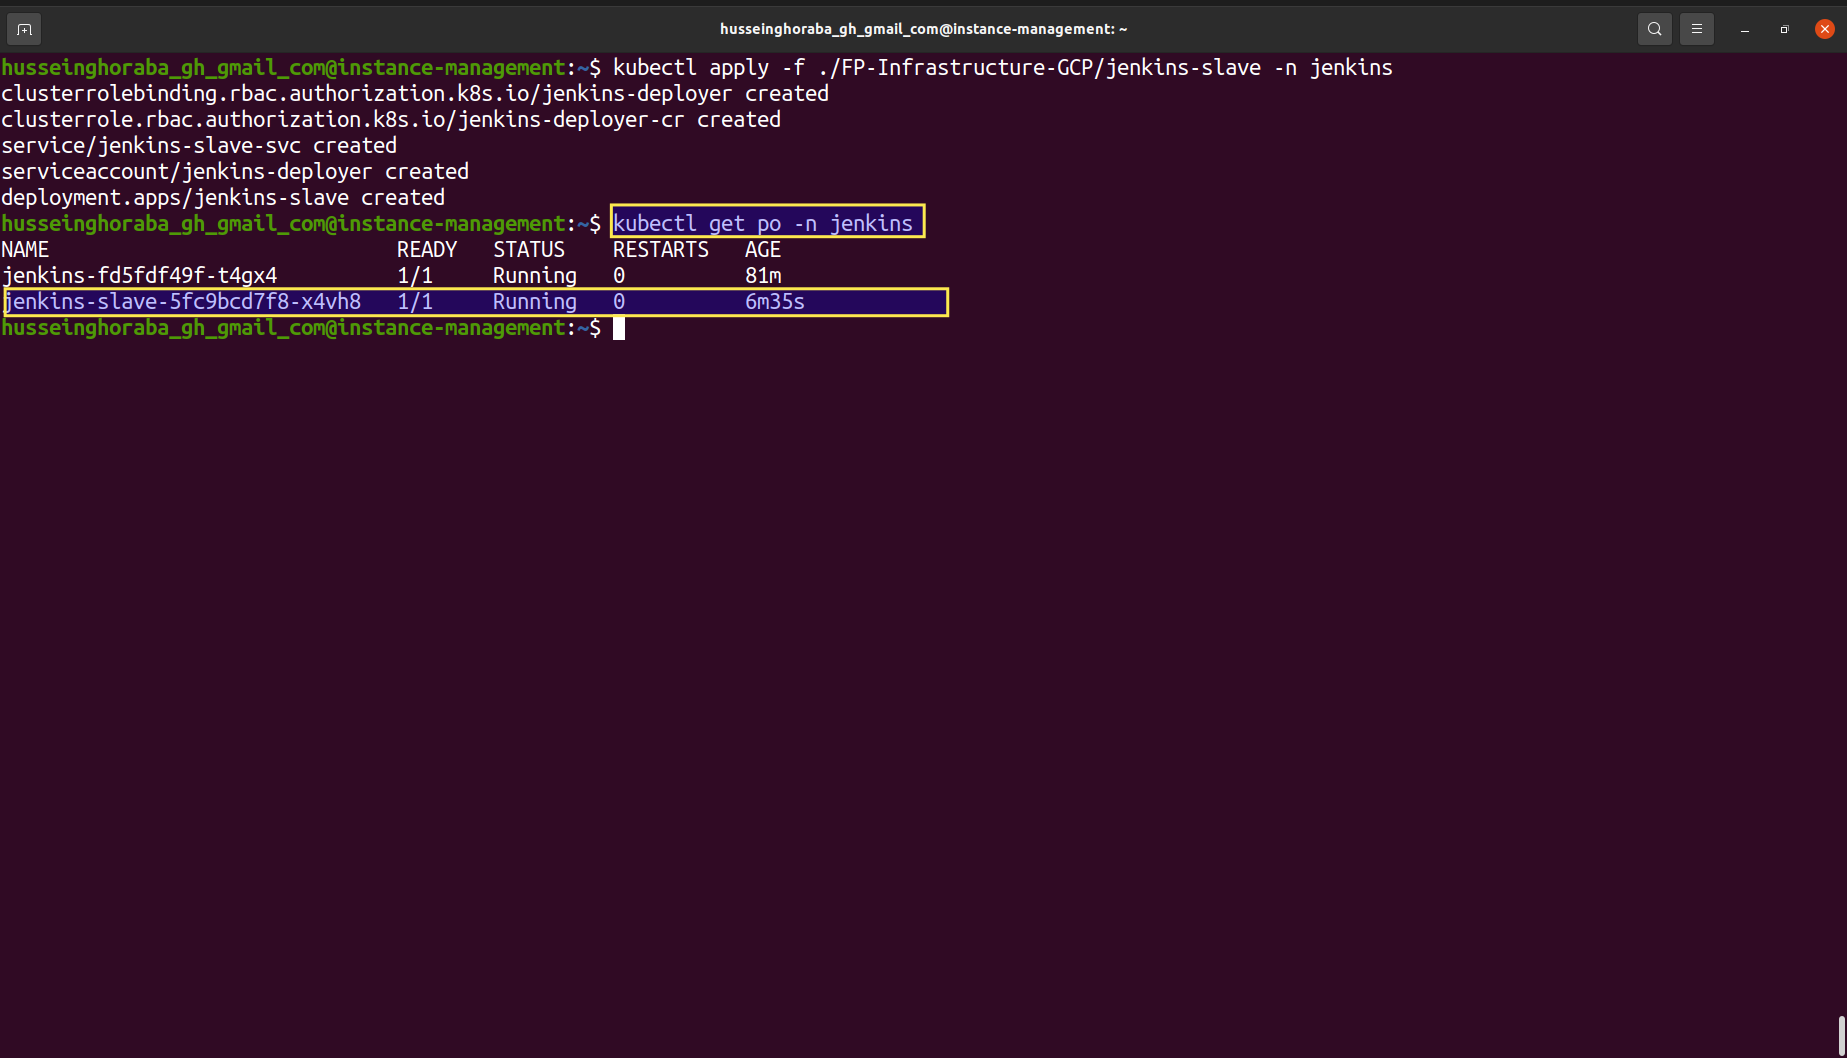 husseinghoraba_gh_gmail_com@instance-management: ~
husseinghoraba_gh_gmail_com@instance-management:~$ kubectl apply -f ./FP-Infrastructure-GCP/jenkins-slave -n jenkins
clusterrolebinding.rbac.authorization.k8s.io/jenkins-deployer created
clusterrole.rbac.authorization.k8s.io/jenkins-deployer-cr created
service/jenkins-slave-svc created
serviceaccount/jenkins-deployer created
deployment.apps/jenkins-slave created
husseinghoraba_gh_gmail_com@instance-management:~$ kubectl get po -n jenkins
NAME                             READY   STATUS    RESTARTS   AGE
jenkins-fd5fdf49f-t4gx4          1/1     Running   0          81m
jenkins-slave-5fc9bcd7f8-x4vh8   1/1     Running   0          6m35s
husseinghoraba_gh_gmail_com@instance-management:~$